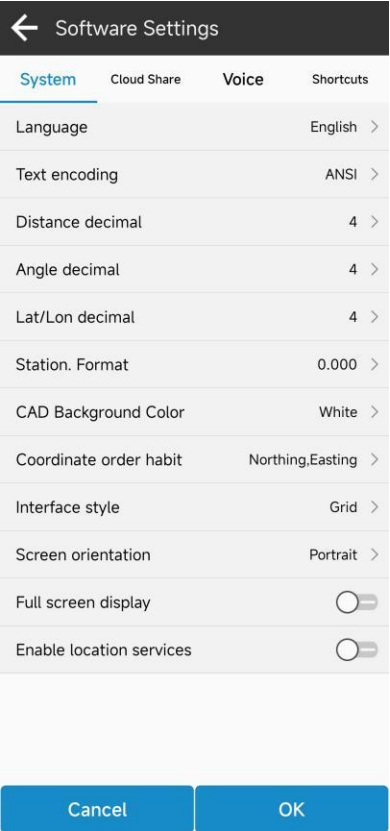 Software Settings
System Cloud Share Voice Shortcuts
Language English
Text encoding ANSI
Distance decimal 4
Angle decimal 4
Lat/Lon decimal 4
Station. Format 0.000
CAD Background Color White
Coordinate order habit Northing,Easting
Interface style Grid
Screen orientation Portrait
Full screen display
Enable location services
Cancel OK